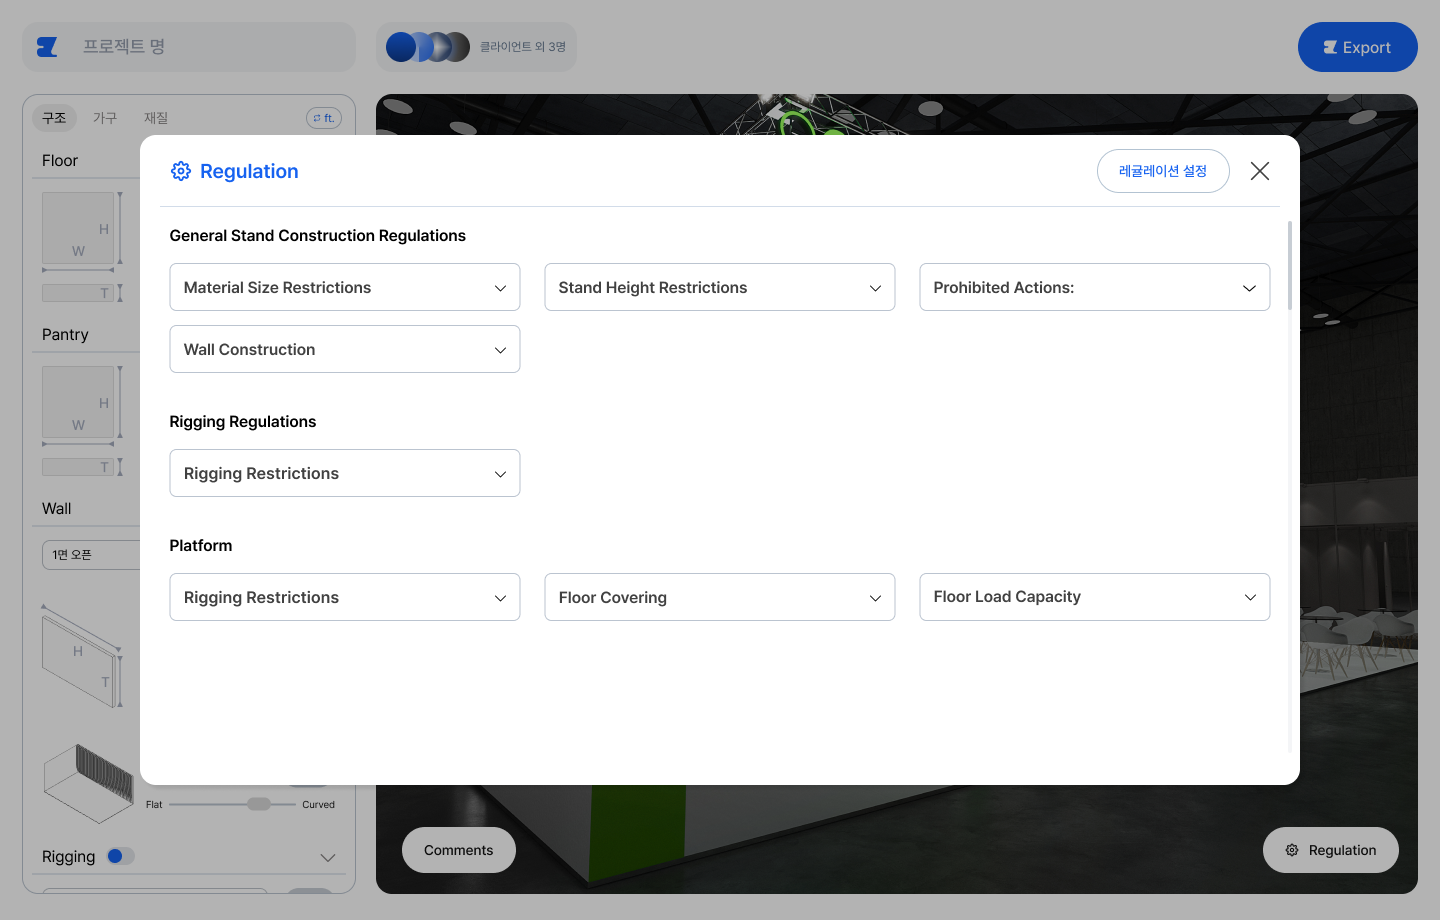 프로젝트 명
클라이언트 외 3명
Export
구조 가구 재질 ft.
Floor
H
W
T
Pantry
H
W
T
Wall
1면 오픈
H
T
Flat Curved
Rigging
Regulation
레귤레이션 설정
General Stand Construction Regulations
Material Size Restrictions
Stand Height Restrictions
Prohibited Actions:
Wall Construction
Rigging Regulations
Rigging Restrictions
Platform
Rigging Restrictions
Floor Covering
Floor Load Capacity
Comments
Regulation